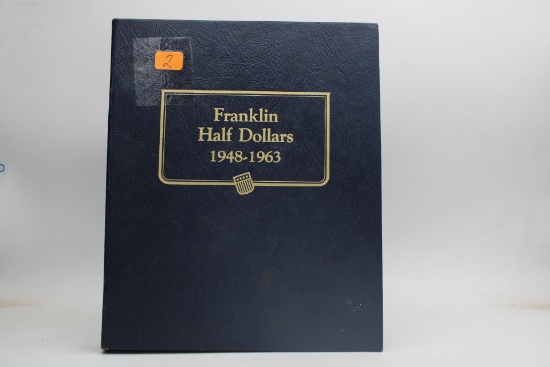 2
Franklin
Half Dollars
1948-1963